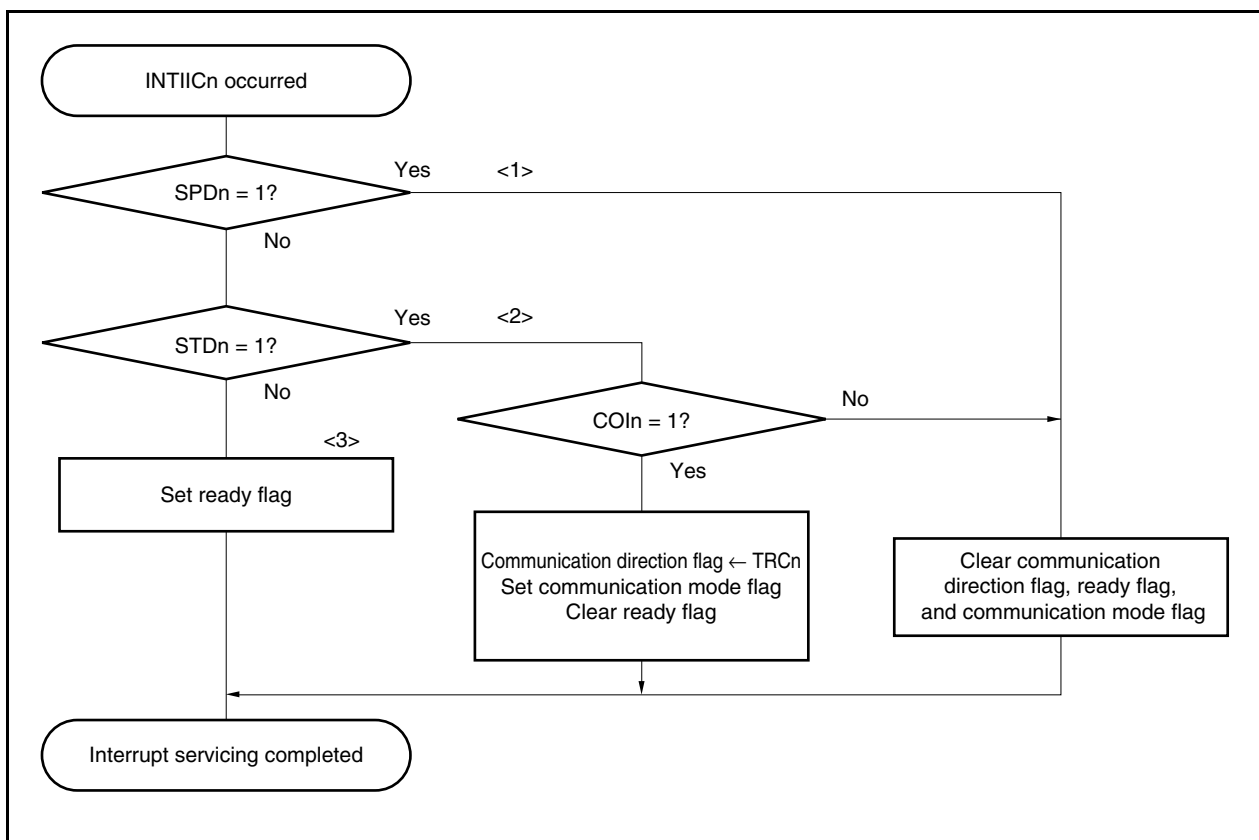 INTIICn occurred
Yes
<1>
SPDn = 1?
No
Yes
<2>
STDn = 1?
No
COIn = 1?
No
Yes
<3>
Set ready flag
Communication direction flag ← TRCn
Set communication mode flag
Clear ready flag
Clear communication
direction flag, ready flag,
and communication mode flag
Interrupt servicing completed